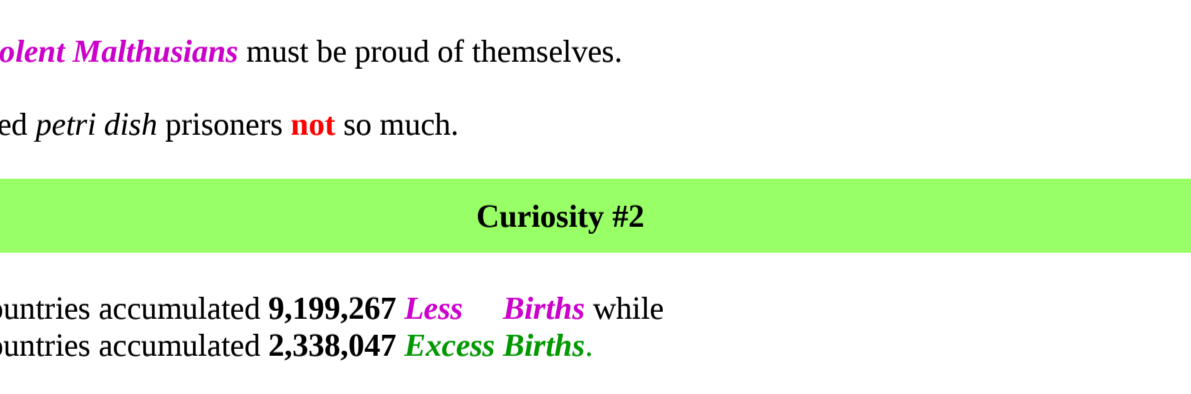 olent Malthusians must be proud of themselves.
ed petri dish prisoners not so much.
Curiosity #2
ountries accumulated 9,199,267 Less Births while
ountries accumulated 2,338,047 Excess Births.